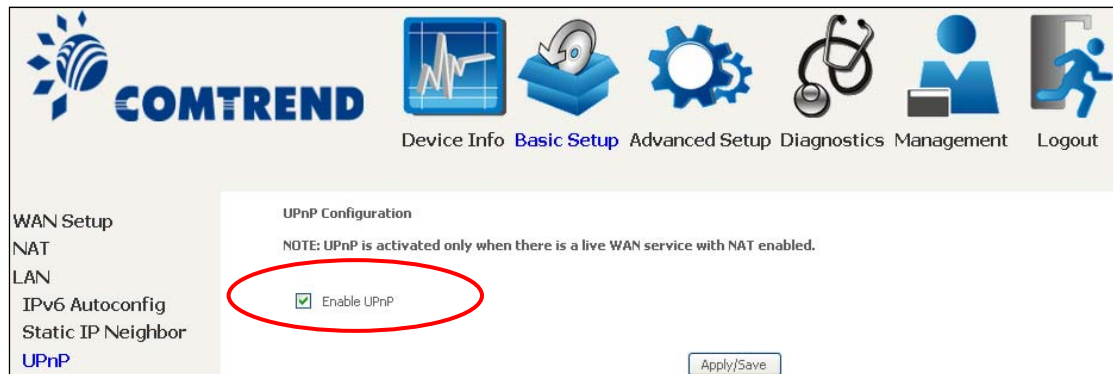 COMTREND
Device Info Basic Setup Advanced Setup Diagnostics Management Logout
WAN Setup
NAT
LAN
IPv6 Autoconfig
Static IP Neighbor
UPnP
UPnP Configuration
NOTE: UPnP is activated only when there is a live WAN service with NAT enabled.
Enable UPnP
Apply/Save